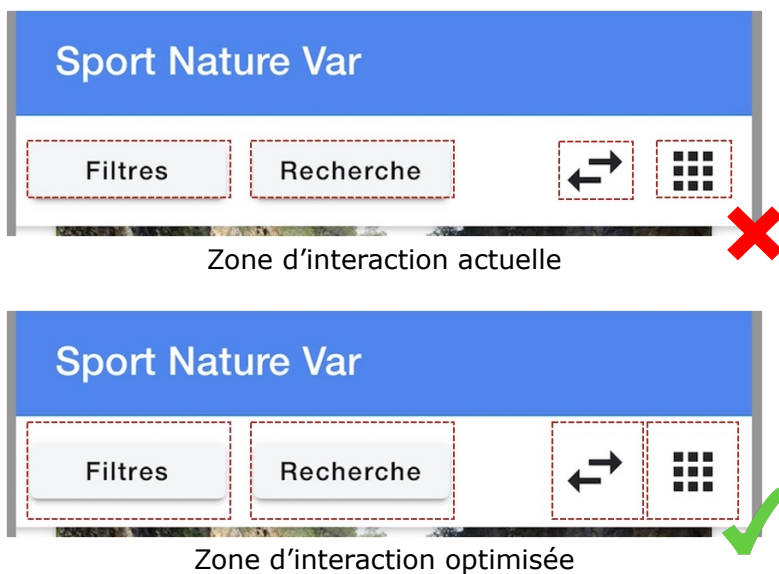 Sport Nature Var
Filtres Recherche
Zone d’interaction actuelle
Sport Nature Var
Filtres Recherche
Zone d’interaction optimisée